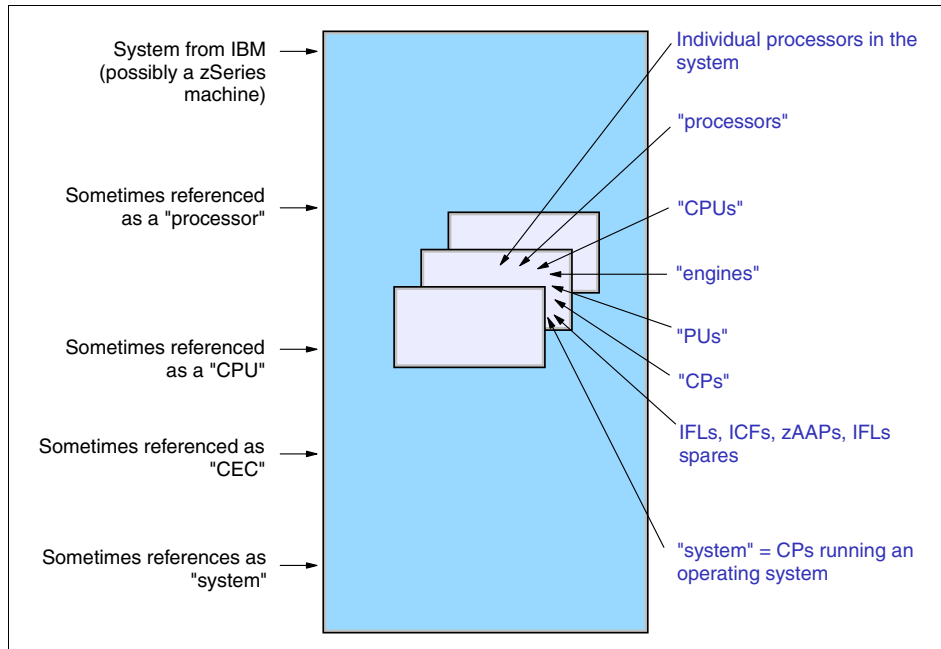 System from IBM
(possibly a zSeries
machine)
Sometimes referenced
as a "processor"
Sometimes referenced
as a "CPU"
Sometimes referenced as
"CEC"
Sometimes references as
"system"
Individual processors in the
system
"processors"
"CPUs"
"engines"
"PUs"
"CPs"
IFLs, ICFs, zAAPs, IFLs
spares
"system" = CPs running an
operating system